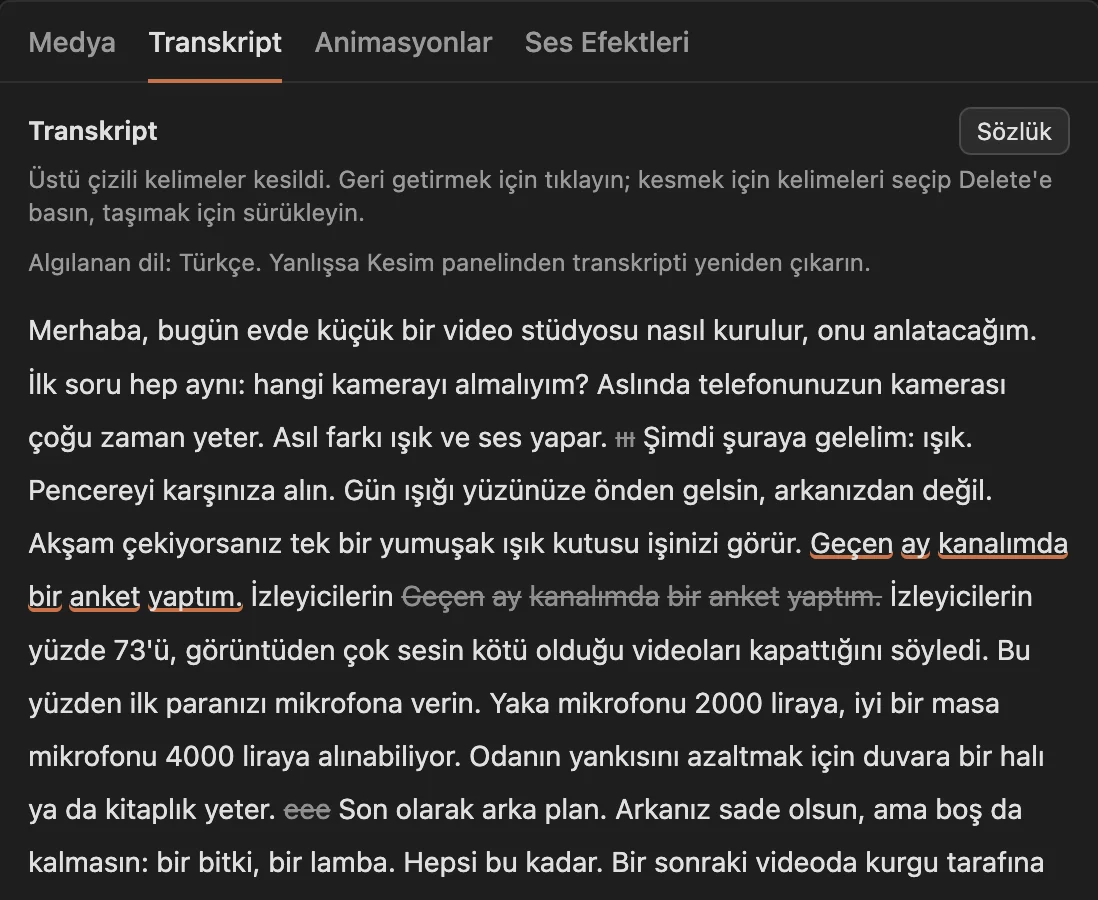 Medya Transkript Animasyonlar Ses Efektleri
Transkript
Sözlük
Üstü çizili kelimeler kesildi. Geri getirmek için tıklayın; kesmek için kelimeleri seçip Delete'e
basın, taşımak için sürükleyin.
Algılanan dil: Türkçe. Yanlışsa Kesim panelinden transkripti yeniden çıkarın.
Merhaba, bugün evde küçük bir video stüdyosu nasıl kurulur, onu anlatacağım.
İlk soru hep aynı: hangi kamerayı almalıyım? Aslında telefonunuzun kamerası
çoğu zaman yeter. Asıl farkı ışık ve ses yapar. ııı Şimdi şuraya gelelim: ışık.
Pencereyi karşınıza alın. Gün ışığı yüzünüze önden gelsin, arkanızdan değil.
Akşam çekiyorsanız tek bir yumuşak ışık kutusu işinizi görür. Geçen ay kanalımda
bir anket yaptım. İzleyicilerin Geçen ay kanalımda bir anket yaptım. İzleyicilerin
yüzde 73'ü, görüntüden çok sesin kötü olduğu videoları kapattığını söyledi. Bu
yüzden ilk paranızı mikrofona verin. Yaka mikrofonu 2000 liraya, iyi bir masa
mikrofonu 4000 liraya alınabiliyor. Odanın yankısını azaltmak için duvara bir halı
ya da kitaplık yeter. eee Son olarak arka plan. Arkanız sade olsun, ama boş da
kalmasın: bir bitki, bir lamba. Hepsi bu kadar. Bir sonraki videoda kurgu tarafına